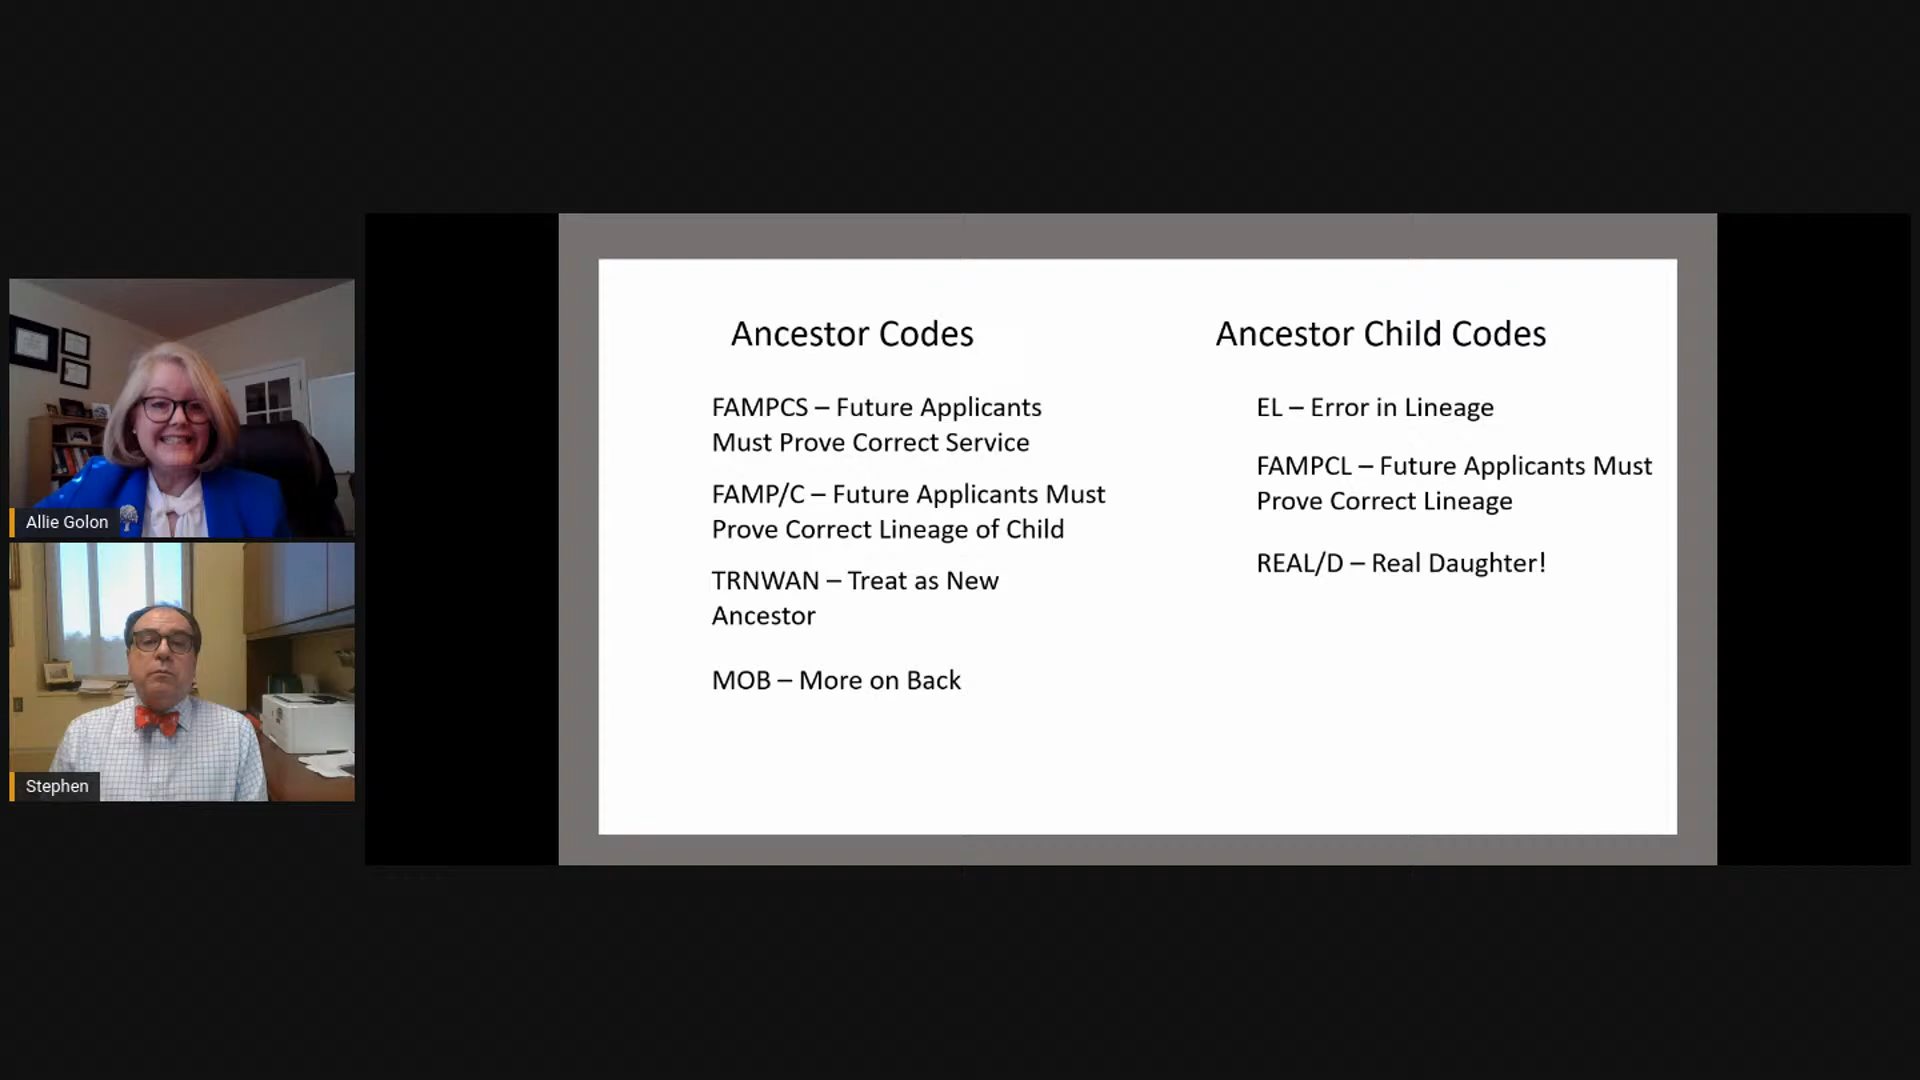 Allie Golon
Stephen
Ancestor Codes
FAMPCS – Future Applicants
Must Prove Correct Service
FAMP/C – Future Applicants Must
Prove Correct Lineage of Child
TRNWAN – Treat as New
Ancestor
MOB – More on Back
Ancestor Child Codes
EL – Error in Lineage
FAMPCL – Future Applicants Must
Prove Correct Lineage
REAL/D – Real Daughter!